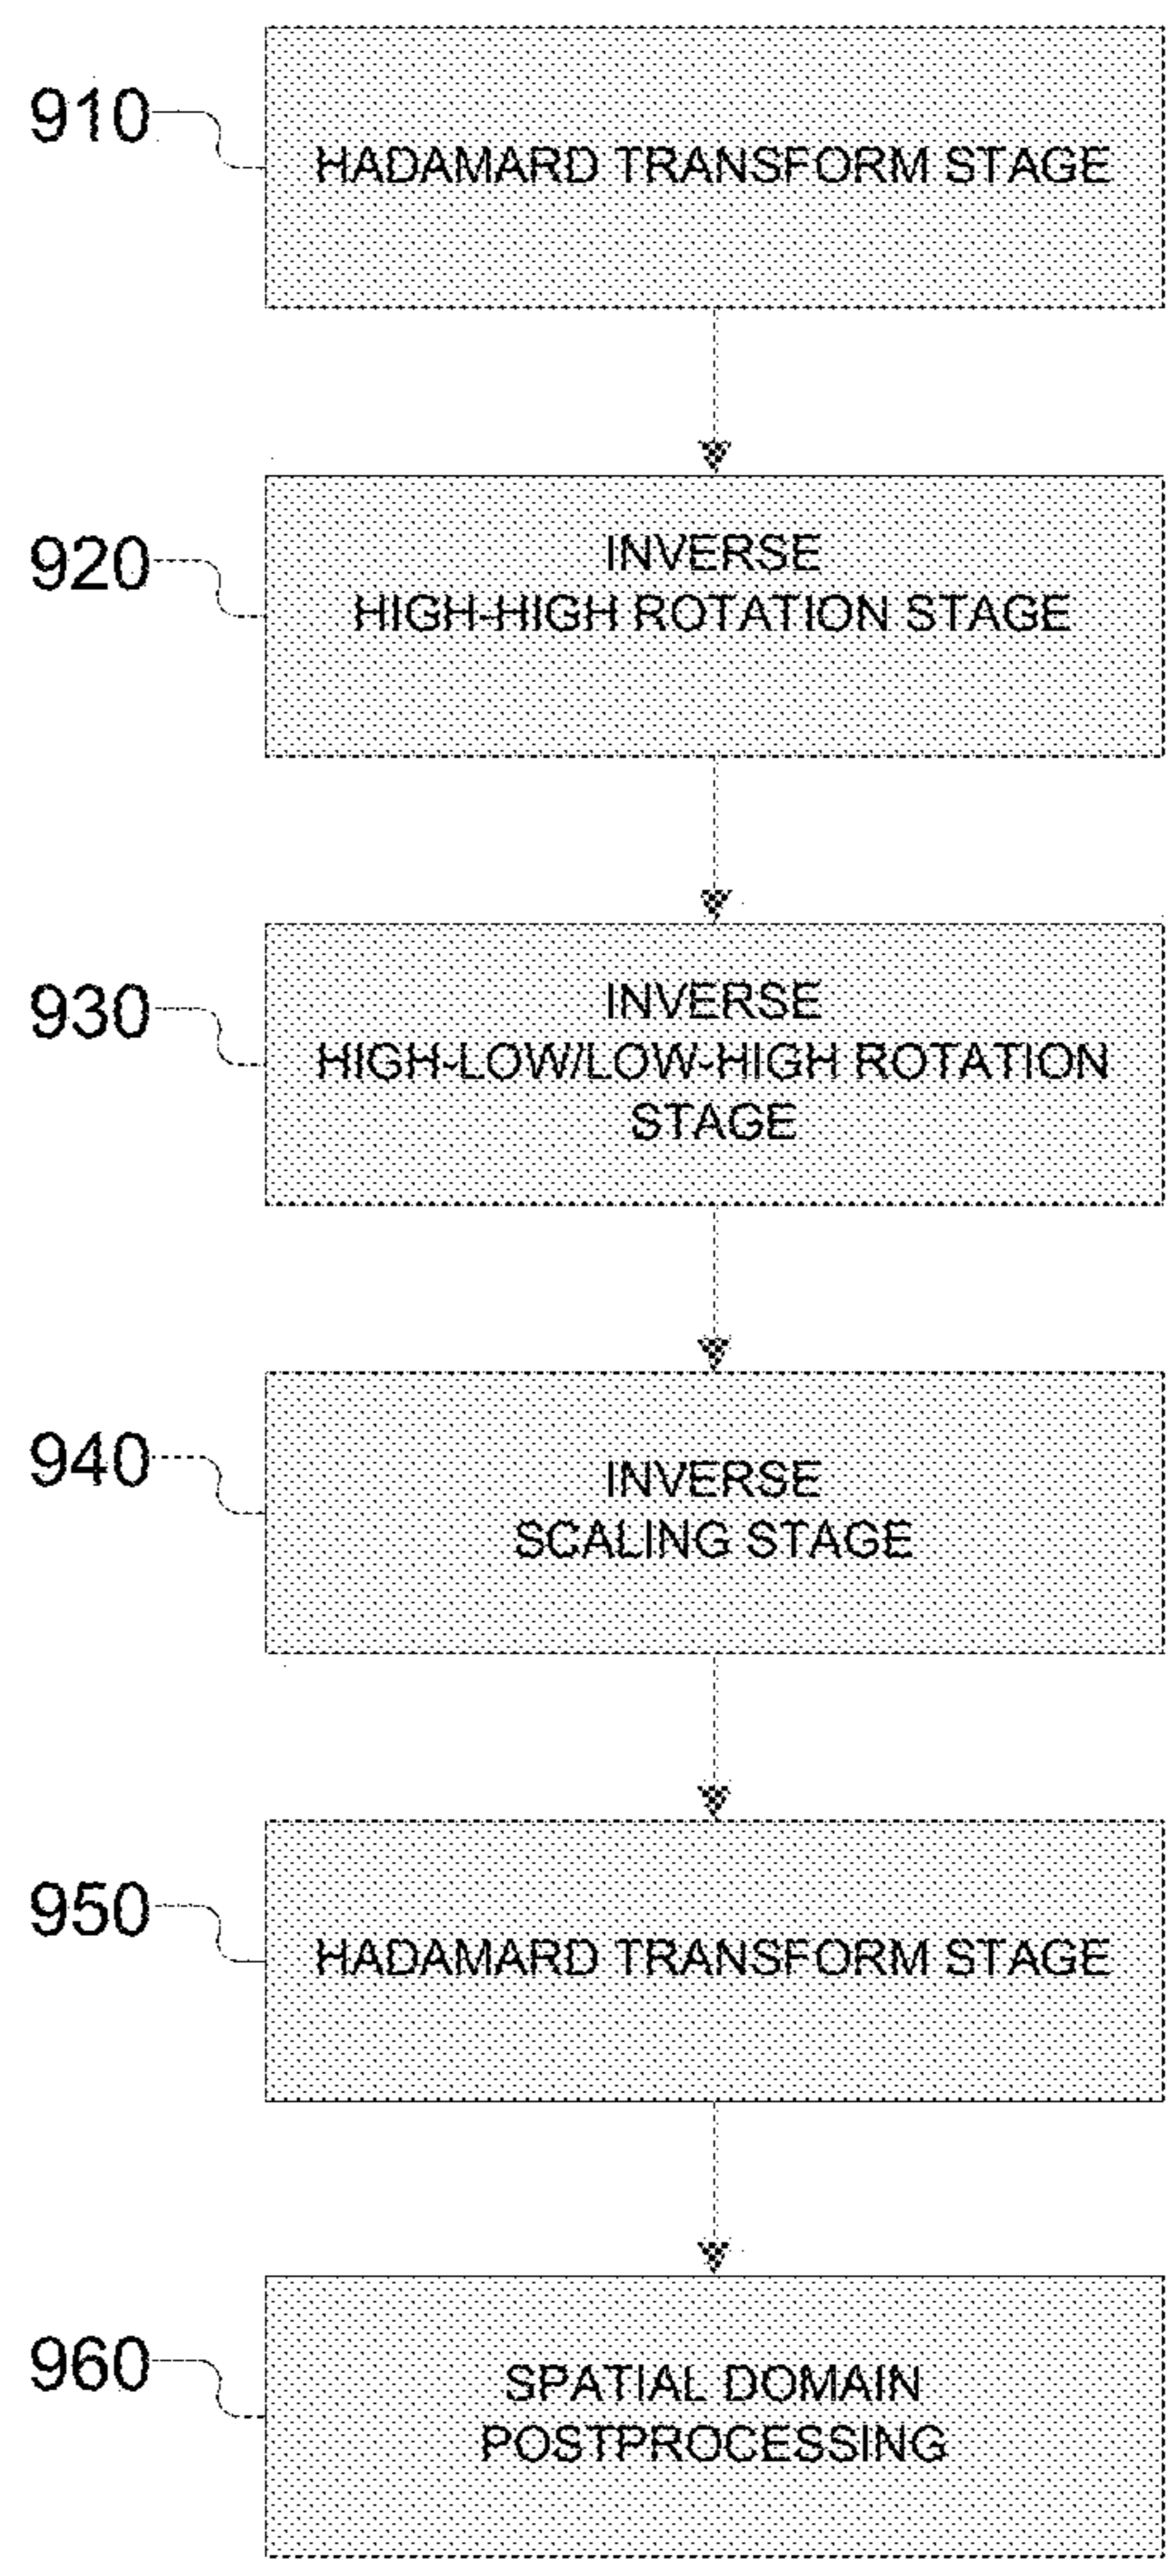 910
HADAMARD TRANSFORM STAGE
920
INVERSE
HIGH-HIGH ROTATION STAGE
930
INVERSE
HIGH-LOW/LOW-HIGH ROTATION
STAGE
940
INVERSE
SCALING STAGE
950
HADAMARD TRANSFORM STAGE
960
SPATIAL DOMAIN
POSTPROCESSING